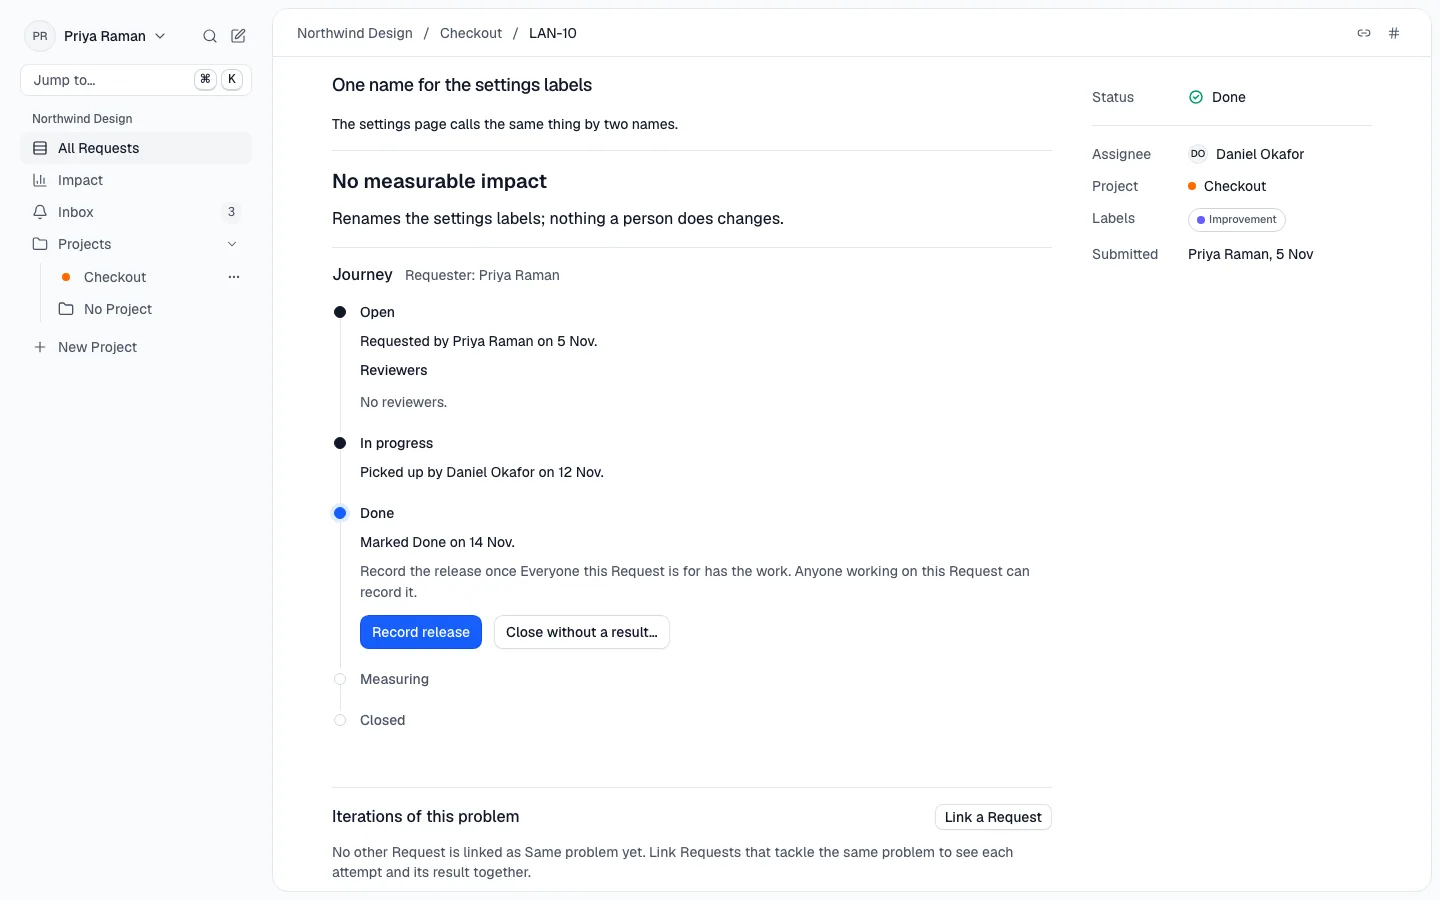 PR Priya Raman
Jump to... ⌘ K
Northwind Design
All Requests
Impact
Inbox 3
Projects
Checkout ...
No Project
New Project
Northwind Design / Checkout / LAN-10 #
One name for the settings labels
The settings page calls the same thing by two names.
No measurable impact
Renames the settings labels; nothing a person does changes.
Journey Requester: Priya Raman
Open
Requested by Priya Raman on 5 Nov.
Reviewers
No reviewers.
In progress
Picked up by Daniel Okafor on 12 Nov.
Done
Marked Done on 14 Nov.
Record the release once Everyone this Request is for has the work. Anyone working on this Request can
record it.
Record release Close without a result...
Measuring
Closed
Iterations of this problem Link a Request
No other Request is linked as Same problem yet. Link Requests that tackle the same problem to see each
attempt and its result together.
Status Done
Assignee DO Daniel Okafor
Project Checkout
Labels Improvement
Submitted Priya Raman, 5 Nov